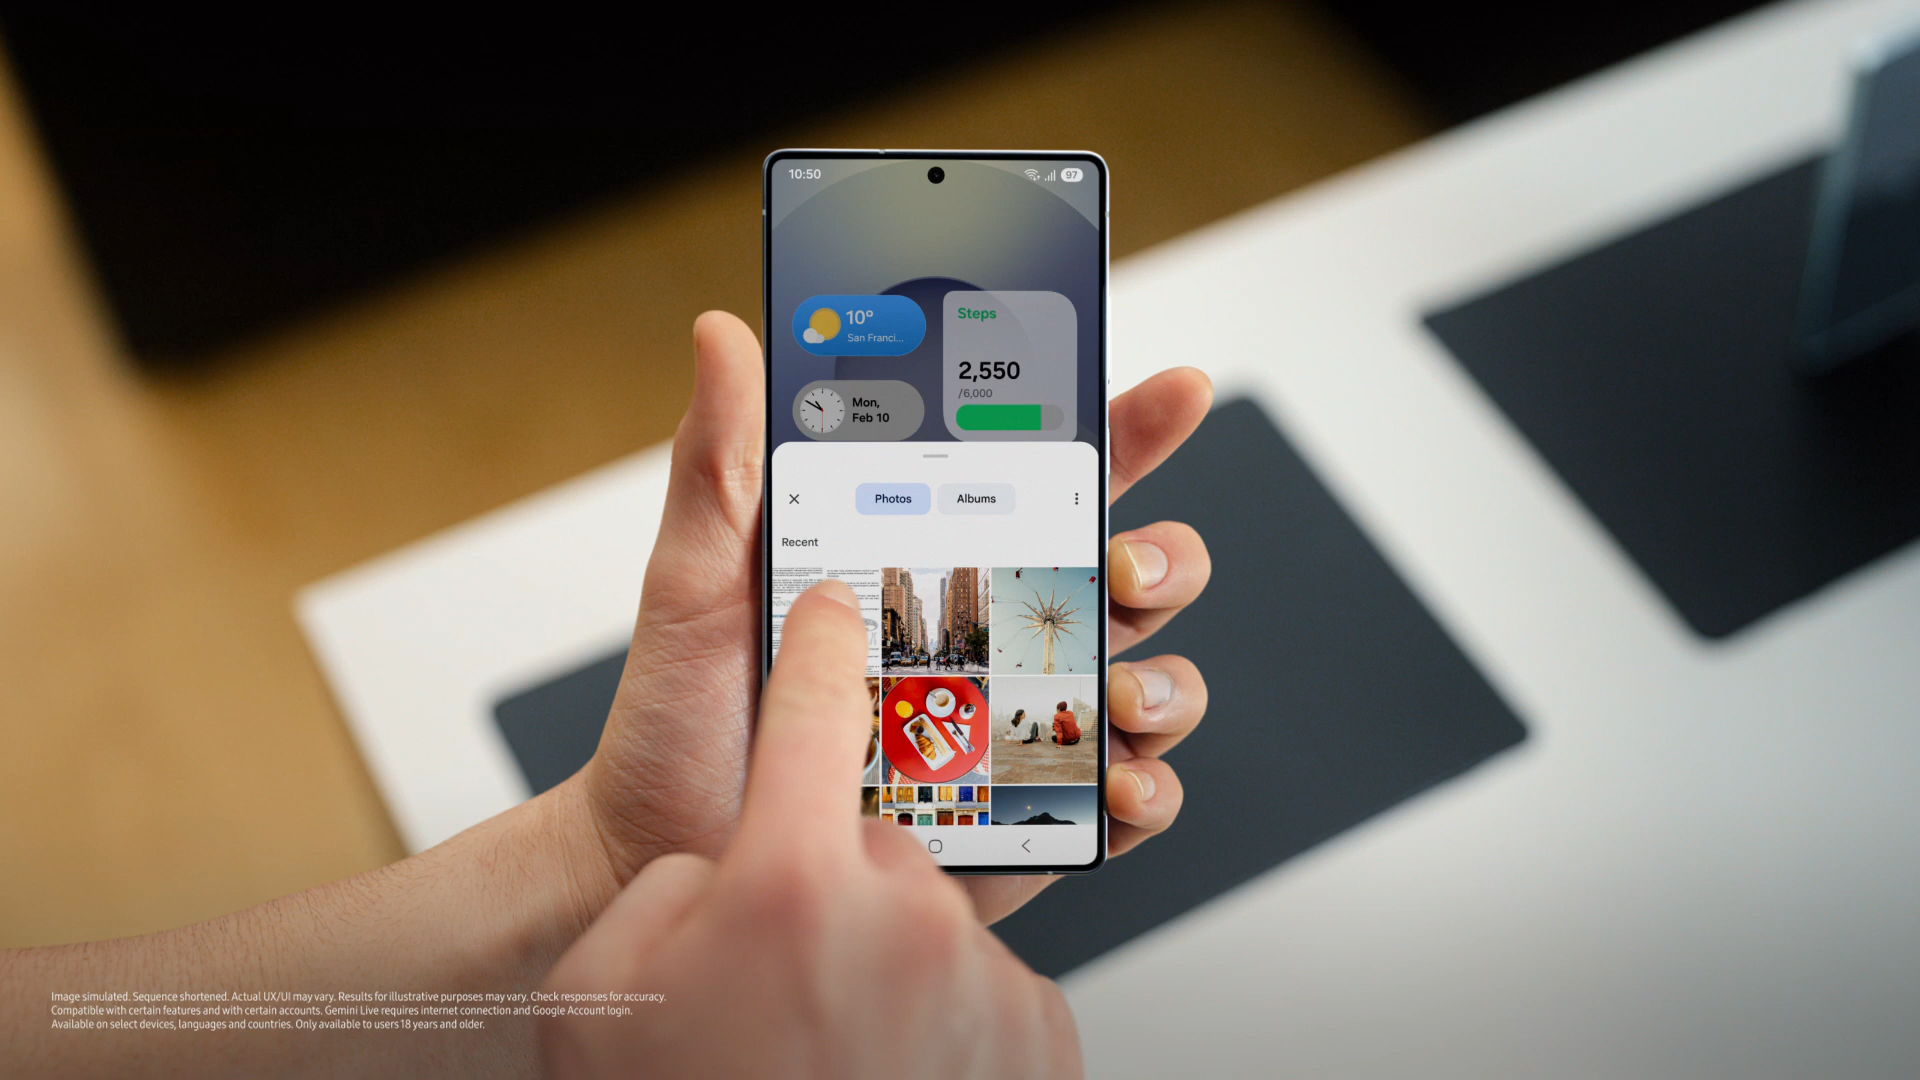 10:50
97
10°
San Franci...
Steps
2,550
/6,000
Mon,
Feb 10
Photos
Albums
Recent
Image simulated. Sequence shortened. Actual UX/UI may vary. Results for illustrative purposes may vary. Check responses for accuracy.
Compatible with certain features and with certain accounts. Gemini Live requires internet connection and Google Account login.
Available on select devices, languages and countries. Only available to users 18 years and older.